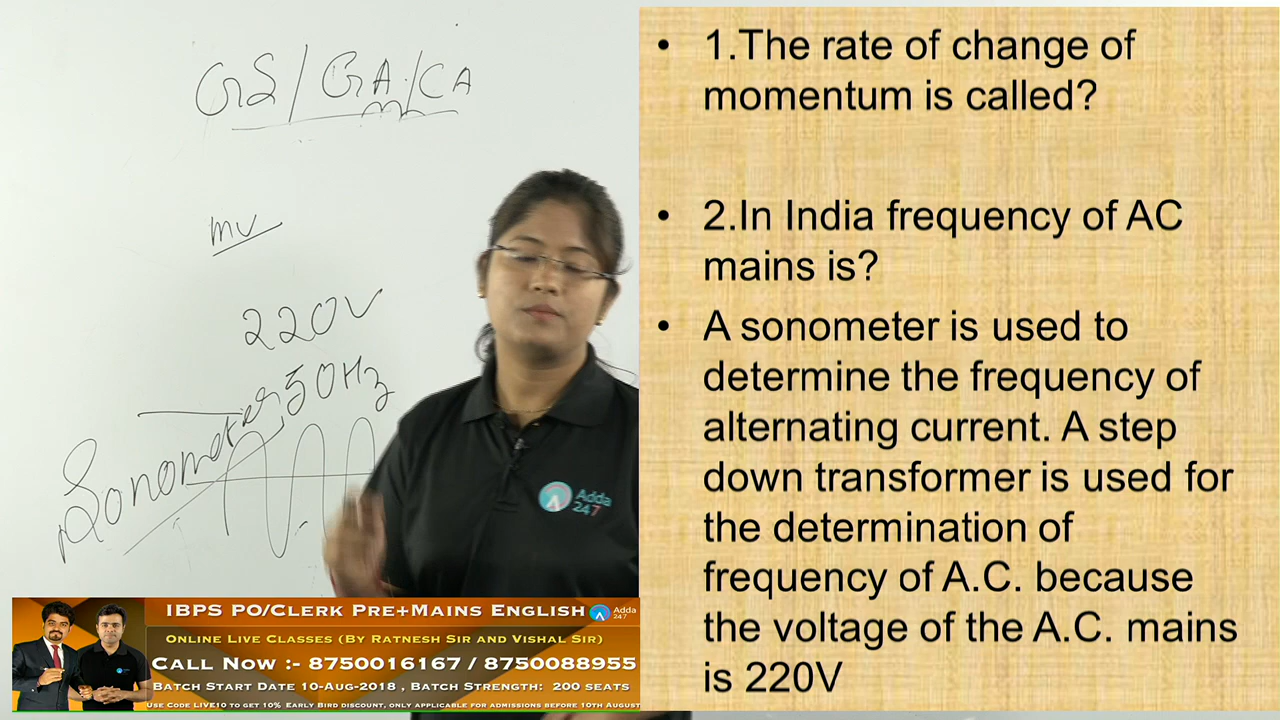 GS / GA / CA
mv
220V
50Hz
Sonometer
Adda
247
• 1.The rate of change of
momentum is called?
• 2.In India frequency of AC
mains is?
• A sonometer is used to
determine the frequency of
alternating current. A step
down transformer is used for
the determination of
frequency of A.C. because
the voltage of the A.C. mains
is 220V
IBPS PO/Clerk Pre+Mains English
Adda
247
Online Live Classes (By Ratnesh Sir and Vishal Sir)
Call Now :- 8750016167 / 8750088955
Batch Start Date 10-Aug-2018 , Batch Strength: 200 seats
Use Code LIVE10 to get 10% Early Bird discount, only applicable for admissions before 10th August